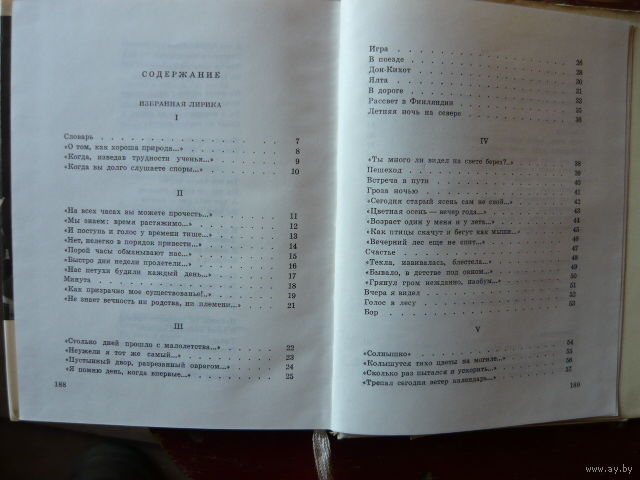 СОДЕРЖАНИЕ
ИЗБРАННАЯ ЛИРИКА
I
Словарь . . . 7
«О том, как хороша природа...» . . . 8
«Когда, изведав трудности ученья...» . . . 9
«Когда вы долго слушаете споры...» . . . 10
II
«На всех часах вы можете прочесть...» . . . 11
«Мы знаем: время растяжимо...» . . . 12
«И поступь и голос у времени тише...» . . . 13
«Нет, нелегко в порядок привести...» . . . 14
«Порой часы обманывают нас...» . . . 15
«Быстро дни недели пролетели...» . . . 16
«Нас петухи будили каждый день...» . . . 17
Минута . . . 18
«Как призрачно мое существованье!..» . . . 19
«Не знает вечность ни родства, ни племени...» . . . 21
III
«Столько дней прошло с малолетства...» . . . 22
«Неужели я тот же самый...» . . . 23
«Пустынный двор, разрезанный оврагом...» . . . 24
«Я помню день, когда впервые...» . . . 25
188
Игра
В поезде . . . 26
Дон-Кихот . . . 28
Ялта . . . 30
В дороге . . . 31
Рассвет в Финляндии . . . 33
Летняя ночь на севере . . . 35
36
IV
«Ты много ли видел на свете берез?..» . . . 38
Пешеход . . . 39
Встреча в пути . . . 40
Гроза ночью . . . 41
«Сегодня старый ясень сам не свой...» . . . 42
«Цветная осень — вечер года...» . . . 43
«Возраст один у меня и у лета...» . . . 44
«Как птицы скачут и бегут как мыши...» . . . 45
«Вечерний лес еще не спит...» . . . 46
Счастье . . . 47
«Текла, извивалась, блестела...» . . . 48
«Бывало, в детстве под окном...» . . . 49
«Грянул гром нежданно, наобум...» . . . 50
Вчера я видел . . . 51
Голос в лесу . . . 52
Бор . . . 53
V
«Солнышко» . . . 54
«Колышутся тихо цветы на могиле...» . . . 55
«Сколько раз пытался я ускорить...» . . . 56
«Трепал сегодня ветер календарь...» . . . 57
189
www.ay.by